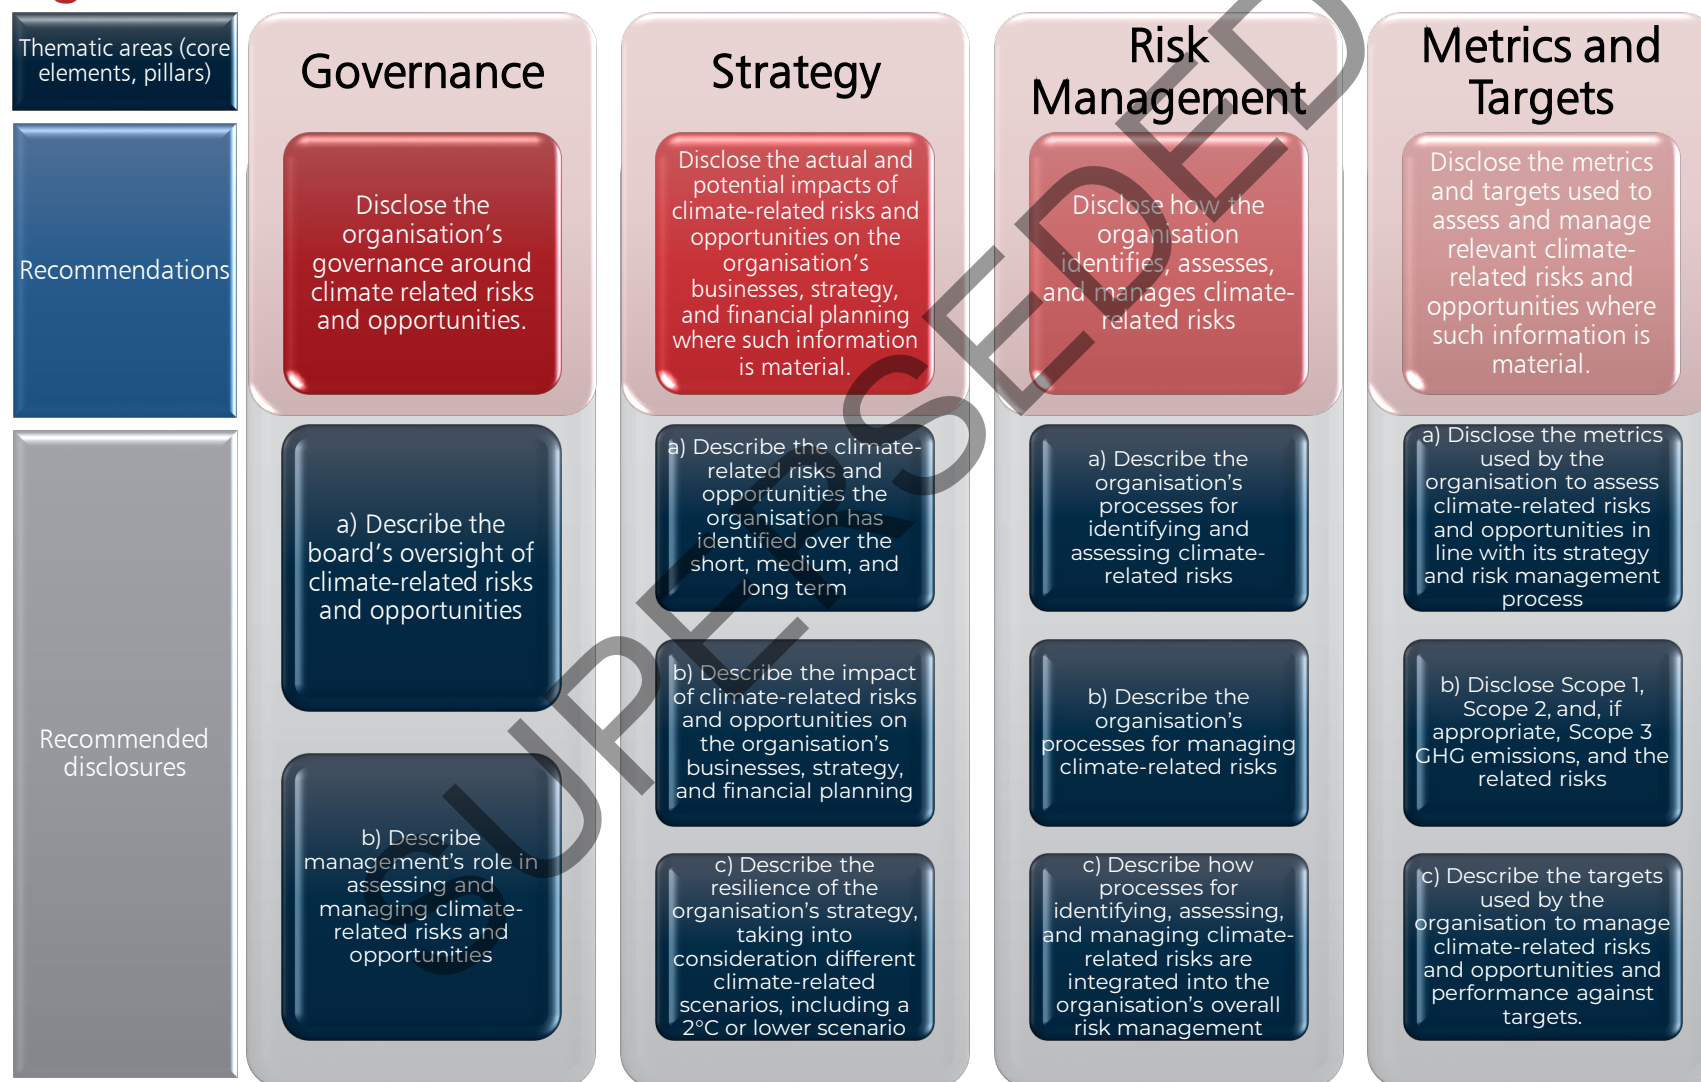 Thematic areas (core
elements, pillars)
Governance
Strategy
Risk
Management
Metrics and
Targets
Recommendations
Disclose the
organisation’s
governance around
climate related risks
and opportunities.
Disclose the actual and
potential impacts of
climate-related risks and
opportunities on the
organisation’s
businesses, strategy,
and financial planning
where such information
is material.
Disclose how the
organisation
identifies, assesses,
and manages climate-
related risks
Disclose the metrics
and targets used to
assess and manage
relevant climate-
related risks and
opportunities where
such information is
material.
Recommended
disclosures
a) Describe the
board’s oversight of
climate-related risks
and opportunities
b) Describe
management’s role in
assessing and
managing climate-
related risks and
opportunities
a) Describe the climate-
related risks and
opportunities the
organisation has
identified over the
short, medium, and
long term
b) Describe the impact
of climate-related risks
and opportunities on
the organisation’s
businesses, strategy,
and financial planning
c) Describe the
resilience of the
organisation’s strategy,
taking into
consideration different
climate-related
scenarios, including a
2°C or lower scenario
a) Describe the
organisation’s
processes for
identifying and
assessing climate-
related risks
b) Describe the
organisation’s
processes for managing
climate-related risks
c) Describe how
processes for
identifying, assessing,
and managing climate-
related risks are
integrated into the
organisation’s overall
risk management
a) Disclose the metrics
used by the
organisation to assess
climate-related risks
and opportunities in
line with its strategy
and risk management
process
b) Disclose Scope 1,
Scope 2, and, if
appropriate, Scope 3
GHG emissions, and the
related risks
c) Describe the targets
used by the
organisation to manage
climate-related risks
and opportunities and
performance against
targets.
SUPERSEDED